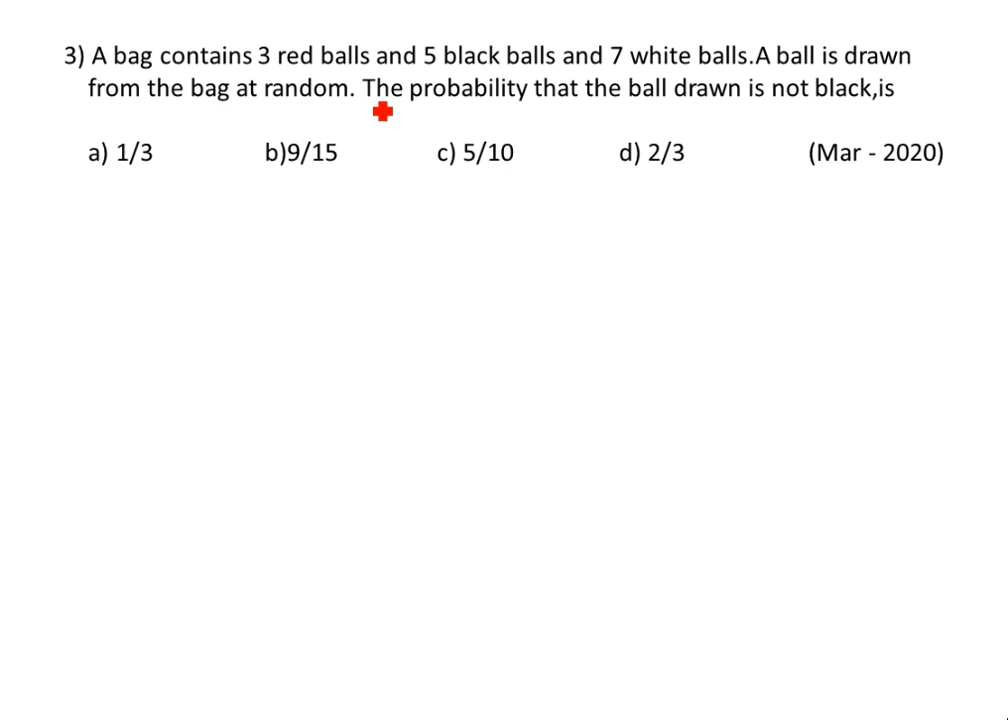 3) A bag contains 3 red balls and 5 black balls and 7 white balls.A ball is drawn
from the bag at random. The probability that the ball drawn is not black,is
a) 1/3 b)9/15 c) 5/10 d) 2/3 (Mar - 2020)